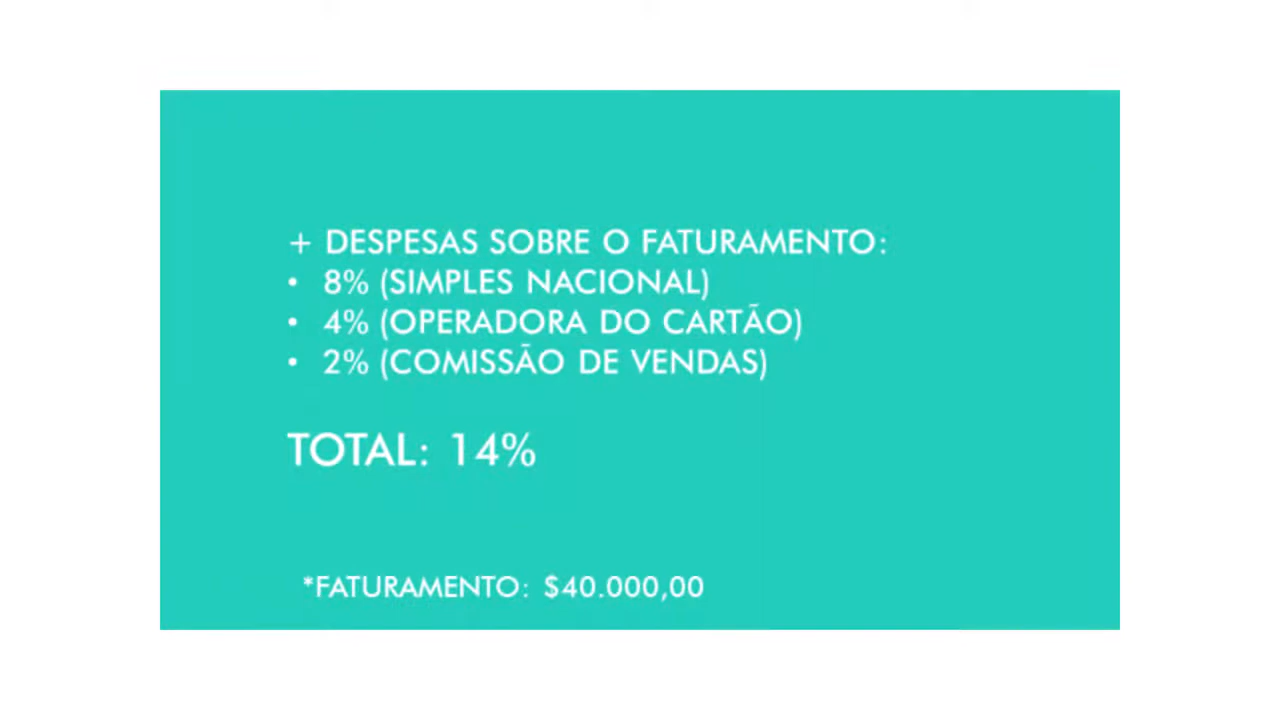 + DESPESAS SOBRE O FATURAMENTO:
• 8% (SIMPLES NACIONAL)
• 4% (OPERADORA DO CARTÃO)
• 2% (COMISSÃO DE VENDAS)
TOTAL: 14%
*FATURAMENTO: $40.000,00